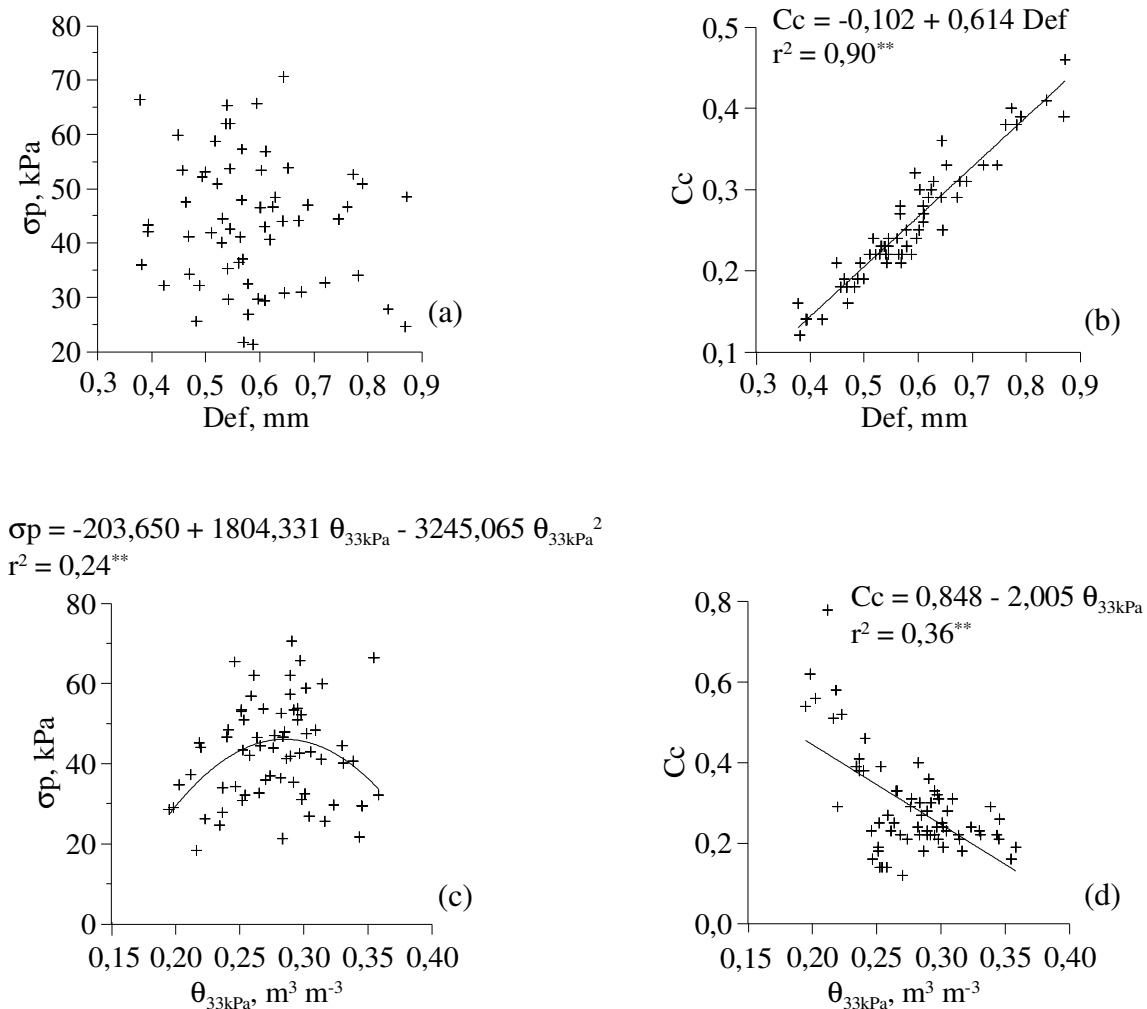 80
70
60
50
40
30
20
σp, kPa
0,3 0,4 0,5 0,6 0,7 0,8 0,9
Def, mm
(a)
Cc = -0,102 + 0,614 Def
r² = 0,90**
0,5
0,4
0,3
0,2
0,1
Cc
0,3 0,4 0,5 0,6 0,7 0,8 0,9
Def, mm
(b)
σp = -203,650 + 1804,331 θ33kPa - 3245,065 θ33kPa²
r² = 0,24**
80
60
40
20
0
σp, kPa
0,15 0,20 0,25 0,30 0,35 0,40
θ33kPa, m³ m⁻³
(c)
Cc = 0,848 - 2,005 θ33kPa
r² = 0,36**
0,8
0,6
0,4
0,2
0,0
Cc
0,15 0,20 0,25 0,30 0,35 0,40
θ33kPa, m³ m⁻³
(d)